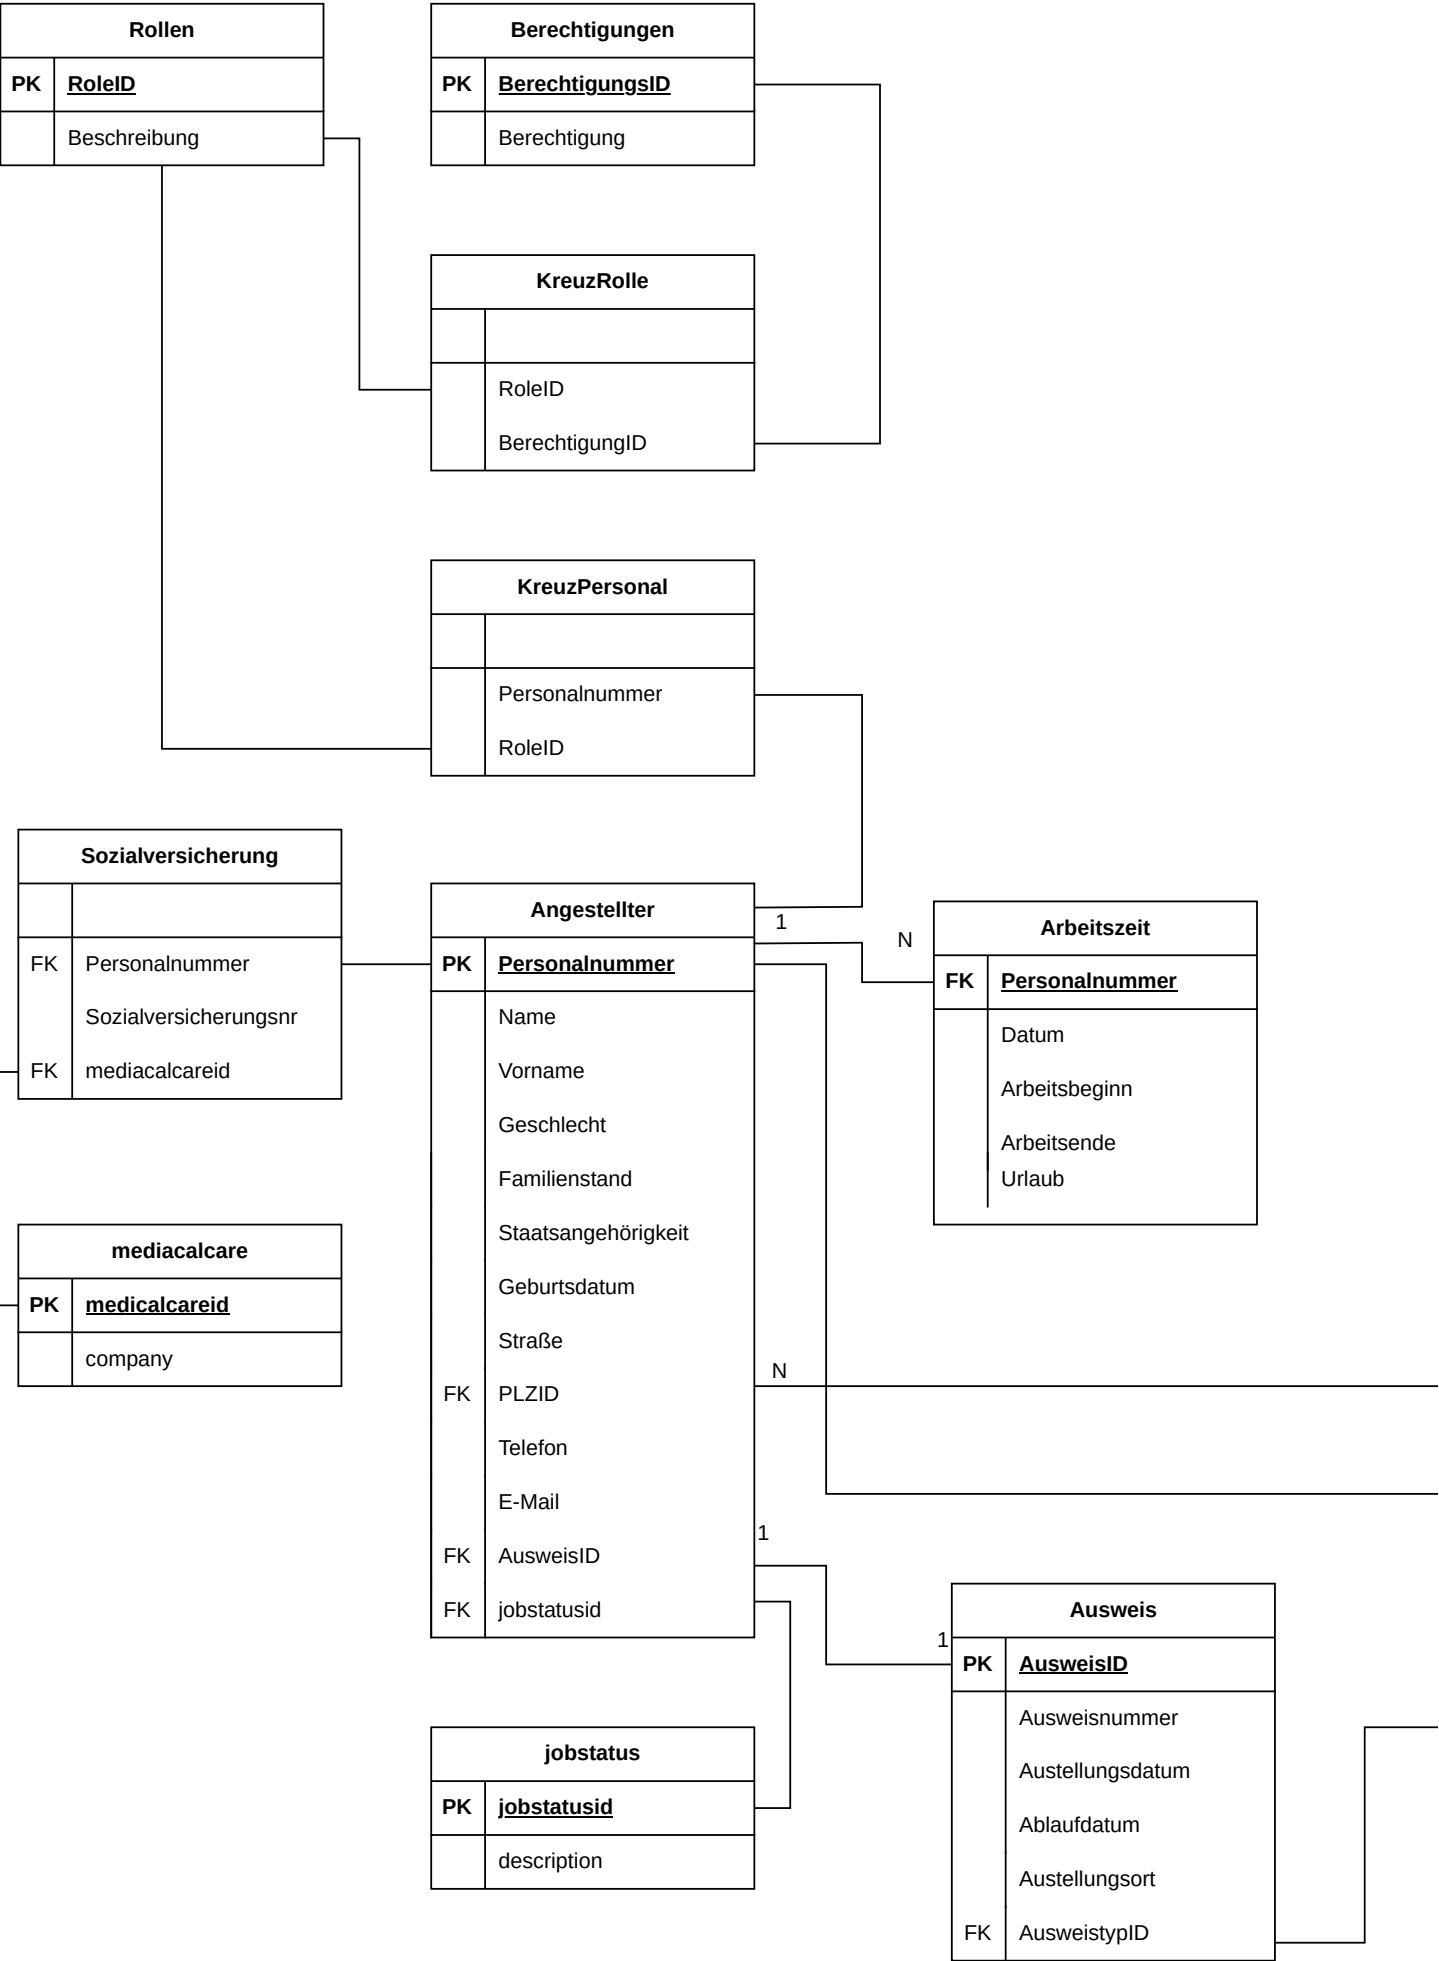 Rollen
PK RoleID
Beschreibung
Berechtigungen
PK BerechtigungsID
Berechtigung
KreuzRolle
RoleID
BerechtigungID
KreuzPersonal
Personalnummer
RoleID
Sozialversicherung
FK Personalnummer
Sozialversicherungsnr
FK mediacalcareid
mediacalcare
PK medicalcareid
company
Angestellter
PK Personalnummer
Name
Vorname
Geschlecht
Familienstand
Staatsangehörigkeit
Geburtsdatum
Straße
FK PLZID
Telefon
E-Mail
FK AusweisID
FK jobstatusid
1
N
Arbeitszeit
FK Personalnummer
Datum
Arbeitsbeginn
Arbeitsende
Urlaub
N
1
1
Ausweis
PK AusweisID
Ausweisnummer
Austellungsdatum
Ablaufdatum
Austellungsort
FK AusweistypID
jobstatus
PK jobstatusid
description